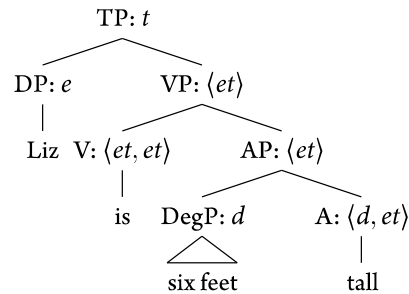 TP: t
DP: e VP: ⟨et⟩
Liz V: ⟨et, et⟩ AP: ⟨et⟩
is DegP: d A: ⟨d, et⟩
six feet tall